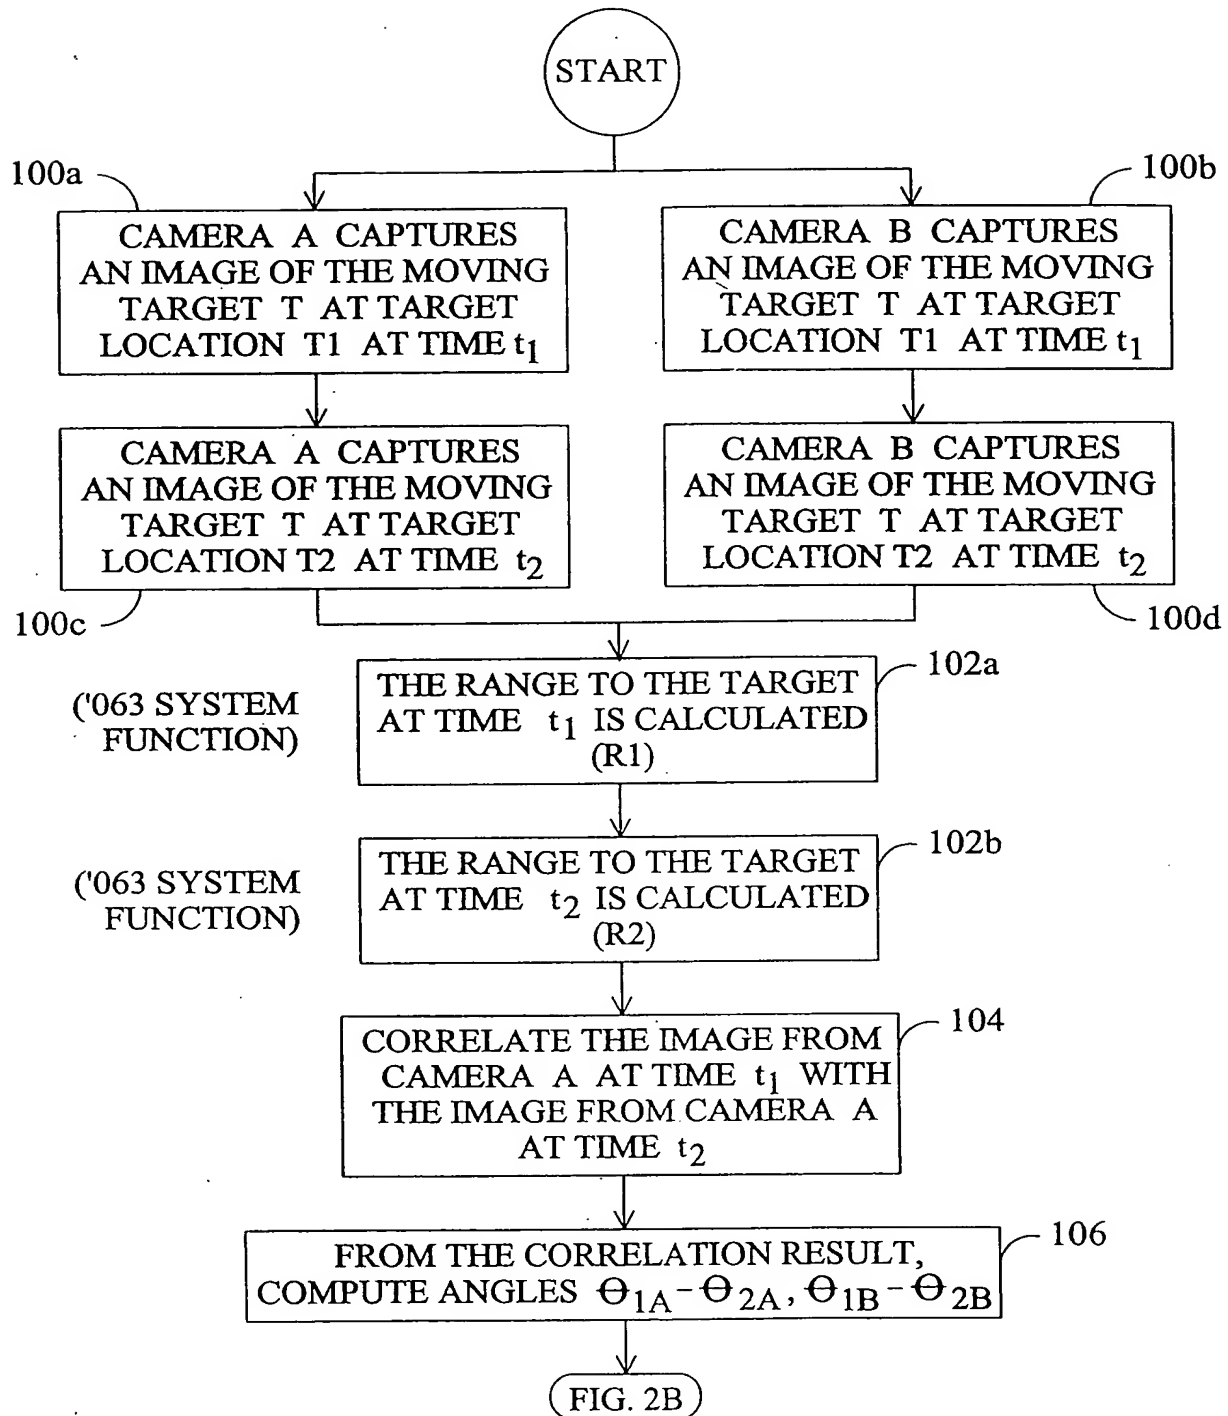 START
100a
100b
CAMERA A CAPTURES
AN IMAGE OF THE MOVING
TARGET T AT TARGET
LOCATION T1 AT TIME t₁
CAMERA B CAPTURES
AN IMAGE OF THE MOVING
TARGET T AT TARGET
LOCATION T1 AT TIME t₁
CAMERA A CAPTURES
AN IMAGE OF THE MOVING
TARGET T AT TARGET
LOCATION T2 AT TIME t₂
CAMERA B CAPTURES
AN IMAGE OF THE MOVING
TARGET T AT TARGET
LOCATION T2 AT TIME t₂
100c
100d
('063 SYSTEM
FUNCTION)
THE RANGE TO THE TARGET
AT TIME t₁ IS CALCULATED
(R1)
102a
('063 SYSTEM
FUNCTION)
THE RANGE TO THE TARGET
AT TIME t₂ IS CALCULATED
(R2)
102b
CORRELATE THE IMAGE FROM
CAMERA A AT TIME t₁ WITH
THE IMAGE FROM CAMERA A
AT TIME t₂
104
FROM THE CORRELATION RESULT,
COMPUTE ANGLES Θ1A-Θ2A, Θ1B-Θ2B
106
FIG. 2B